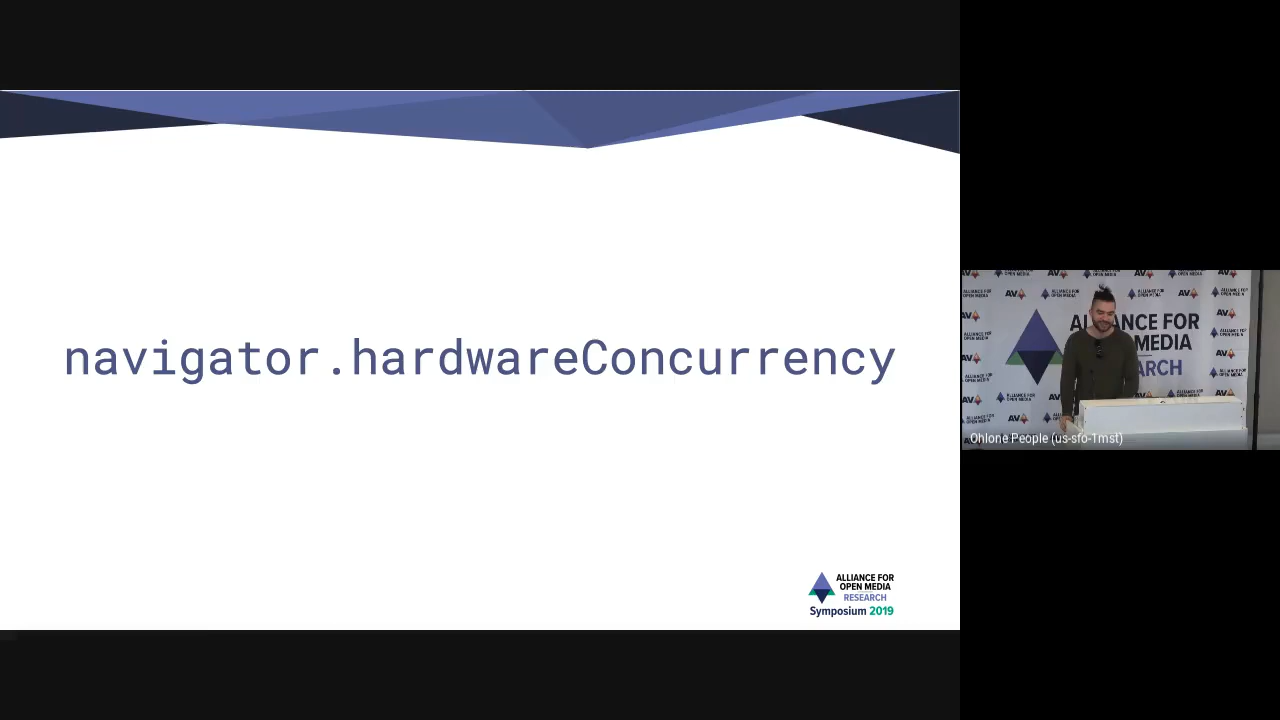 navigator.hardwareConcurrency
ALLIANCE FOR
OPEN MEDIA
RESEARCH
Symposium 2019
Ohlone People (us-sfo-1mst)